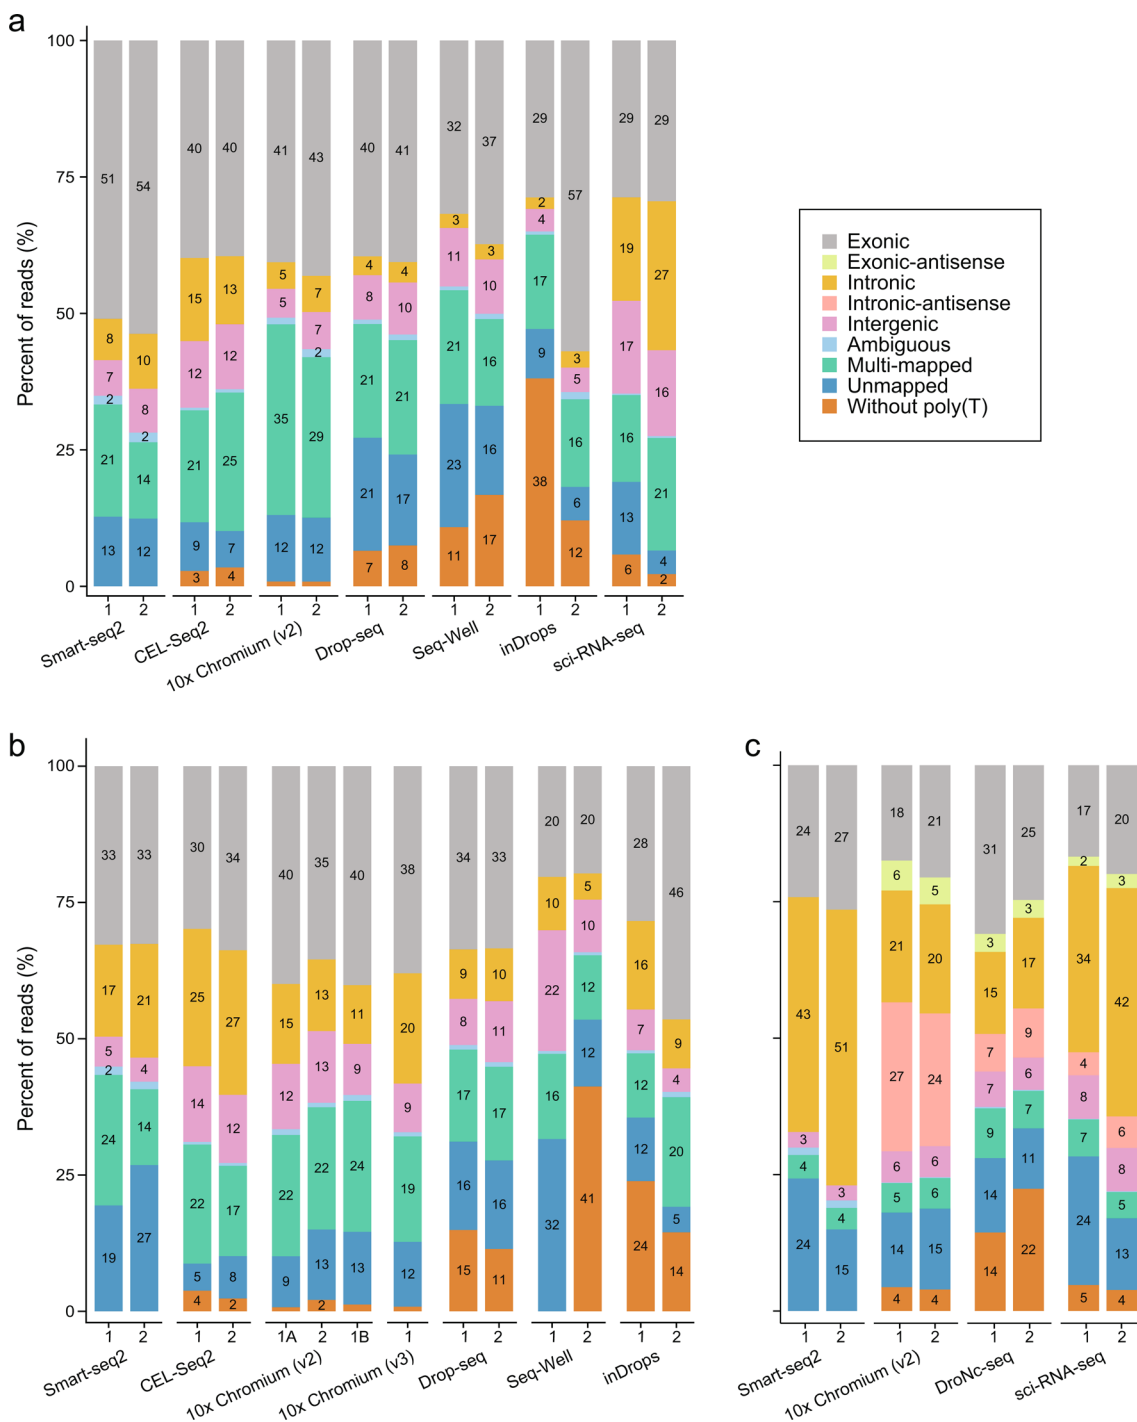 a
Percent of reads (%)
100
75
50
25
0
51 8 7 2 21 13
54 10 8 2 14 12
40 15 12 21 9 3
40 13 12 25 7 4
41 5 5 35 12
43 7 7 2 29 12
40 4 8 21 21 7
41 4 10 21 17 8
32 3 11 21 23 11
37 3 10 16 16 17
29 2 4 17 9 38
57 3 5 16 6 12
29 19 17 16 13 6
29 27 16 21 4 2
1 2 1 2 1 2 1 2 1 2 1 2 1 2
Smart-seq2
CEL-Seq2
10x Chromium (v2)
Drop-seq
Seq-Well
inDrops
sci-RNA-seq
Exonic
Exonic-antisense
Intronic
Intronic-antisense
Intergenic
Ambiguous
Multi-mapped
Unmapped
Without poly(T)
b
Percent of reads (%)
100
75
50
25
0
33 17 5 2 24 19
33 21 4 14 27
30 25 14 22 5 4
34 27 12 17 8 2
40 15 12 22 9
35 13 13 22 13 2
40 11 9 24 13
38 20 9 19 12
34 9 8 17 16 15
33 10 11 17 16 11
20 10 22 16 32
20 5 10 12 12 41
28 16 7 12 12 24
46 9 4 20 5 14
1 2 1 2 1A 2 1B 1 1 2 1 2 1 2
Smart-seq2
CEL-Seq2
10x Chromium (v2)
10x Chromium (v3)
Drop-seq
Seq-Well
inDrops
c
24 43 3 4 24
27 51 3 4 15
18 6 21 27 6 5 14 4
21 5 20 24 6 6 15 4
31 3 15 7 7 9 14 14
25 3 17 9 6 7 11 22
17 2 34 4 8 7 24 5
20 3 42 6 8 5 13 4
1 2 1 2 1 2 1 2
Smart-seq2
10x Chromium (v2)
DroNc-seq
sci-RNA-seq